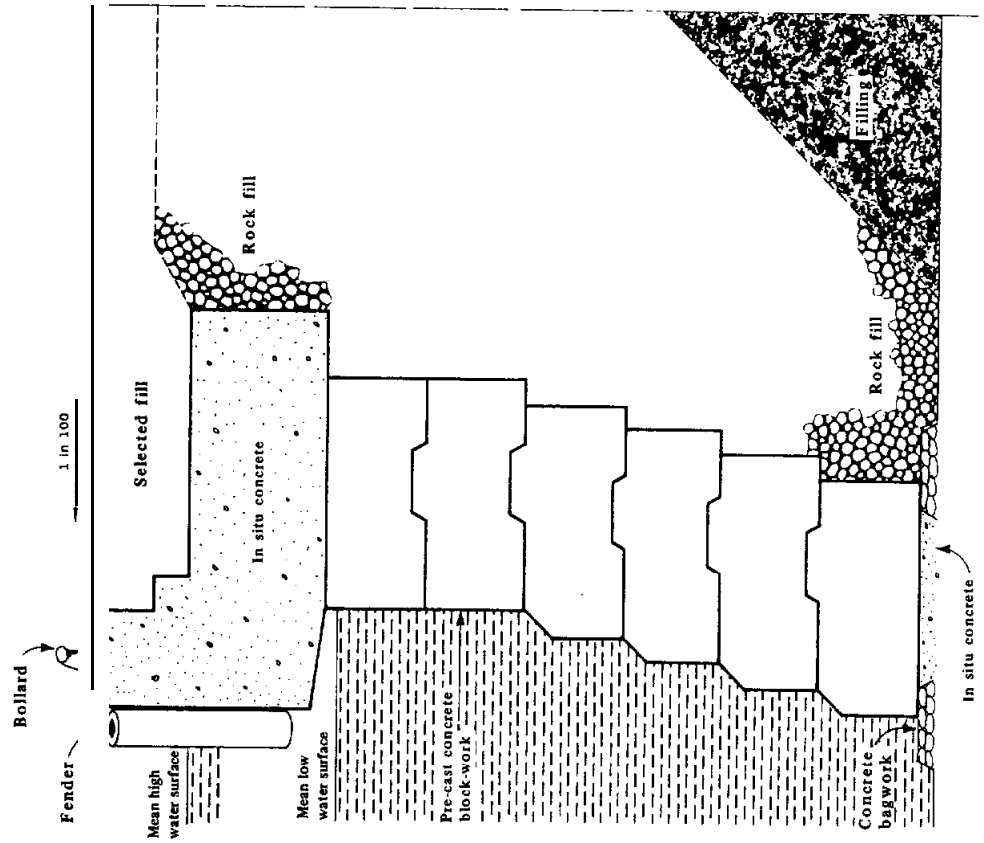 Bollard
Fender
1 in 100
Selected fill
Rock fill
In situ concrete
Mean high
water surface
Mean low
water surface
Pre-cast concrete
block-work
Filling
Rock fill
Concrete
bagwork
In situ concrete